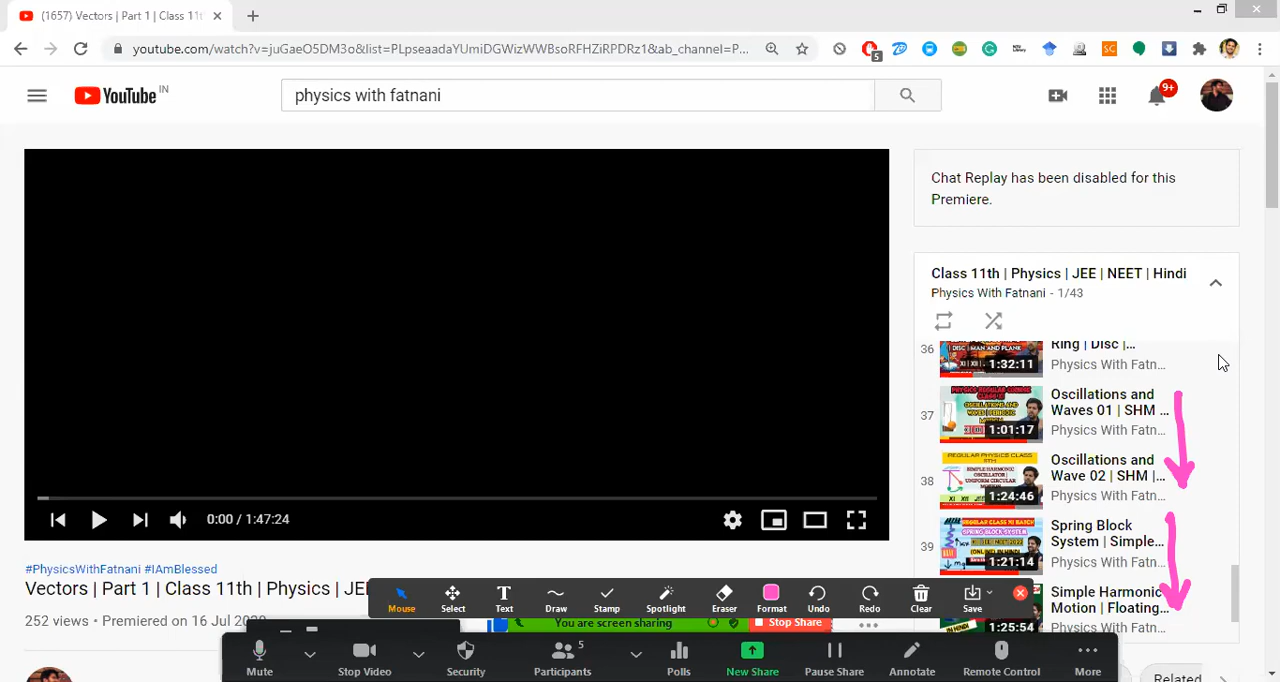 (1657) Vectors | Part 1 | Class 11t
youtube.com/watch?v=juGaeO5DM3o&list=PLpseaadaYUmiDGWizWWBsoRFHZiRPDRz1&ab_channel=P...
5
SC
YouTube IN
physics with fatnani
9+
Chat Replay has been disabled for this
Premiere.
Class 11th | Physics | JEE | NEET | Hindi
Physics With Fatnani - 1/43
36
1:32:11
Ring | Disc |...
Physics With Fatn...
37
1:01:17
Oscillations and
Waves 01 | SHM ...
Physics With Fatn...
38
1:24:46
Oscillations and
Wave 02 | SHM |...
Physics With Fatn...
39
1:21:14
Spring Block
System | Simple...
Physics With Fatn...
1:25:54
Simple Harmonic
Motion | Floating...
Physics With Fatn...
0:00 / 1:47:24
#PhysicsWithFatnani #IAmBlessed
Vectors | Part 1 | Class 11th | Physics | JE
252 views • Premiered on 16 Jul 20
Mouse Select Text Draw Stamp Spotlight Eraser Format Undo Redo Clear Save
You are screen sharing Stop Share
Mute Stop Video Security Participants 5 Polls New Share Pause Share Annotate Remote Control More
Related